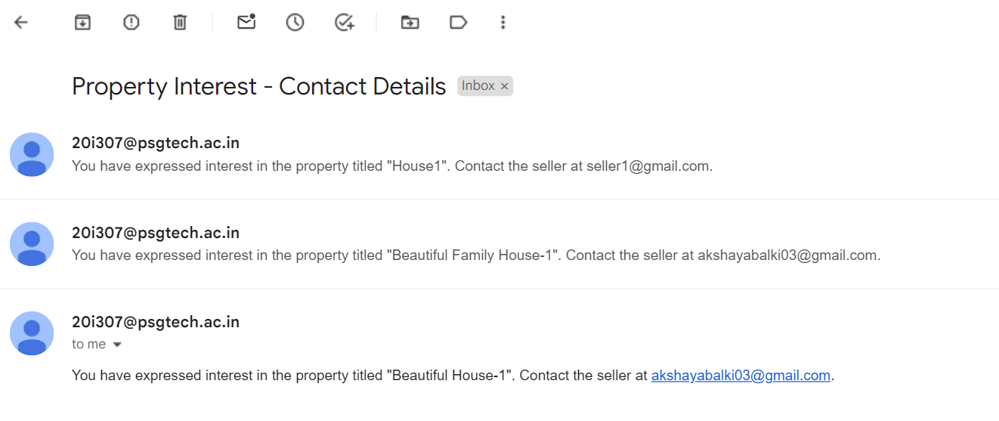 Property Interest - Contact Details Inbox ×
20i307@psgtech.ac.in
You have expressed interest in the property titled "House1". Contact the seller at seller1@gmail.com.
20i307@psgtech.ac.in
You have expressed interest in the property titled "Beautiful Family House-1". Contact the seller at akshayabalki03@gmail.com.
20i307@psgtech.ac.in
to me
You have expressed interest in the property titled "Beautiful House-1". Contact the seller at akshayabalki03@gmail.com.